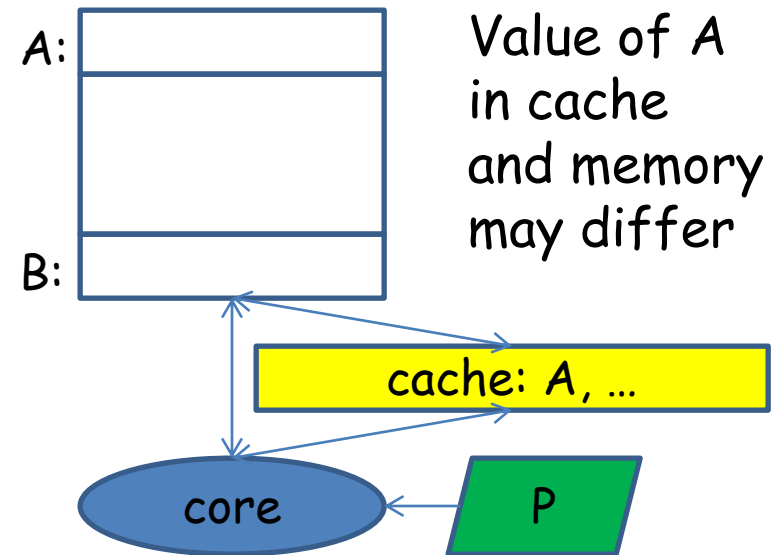 A:
Value of A
in cache
and memory
may differ
B:
cache: A, ...
core
P